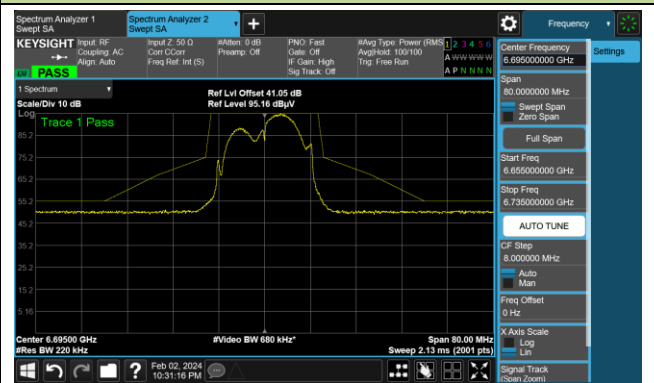 Spectrum Analyzer 1
Swept SA
Spectrum Analyzer 2
Swept SA
Frequency
KEYSIGHT
Input: RF
Coupling: AC
Align: Auto
Input Z: 50 Ω
Corr CCorr
Freq Ref: Int (S)
#Atten: 0 dB
Preamp: Off
PNO: Fast
Gate: Off
IF Gain: High
Sig Track: Off
#Avg Type: Power (RMS
Avg|Hold: 100/100
Trig: Free Run
1 2 3 4 5 6
A W W W W W
A P N N N N
PASS
1 Spectrum
Scale/Div 10 dB
Ref Lvl Offset 41.05 dB
Ref Level 95.16 dBµV
Log
Trace 1 Pass
85.2
75.2
65.2
55.2
45.2
35.2
25.2
15.2
5.16
Center 6.69500 GHz
#Res BW 220 kHz
#Video BW 680 kHz*
Span 80.00 MHz
Sweep 2.13 ms (2001 pts)
Center Frequency
6.695000000 GHz
Settings
Span
80.0000000 MHz
Swept Span
Zero Span
Full Span
Start Freq
6.655000000 GHz
Stop Freq
6.735000000 GHz
AUTO TUNE
CF Step
8.000000 MHz
Auto
Man
Freq Offset
0 Hz
X Axis Scale
Log
Lin
Signal Track
(Span Zoom)
Feb 02, 2024
10:31:16 PM